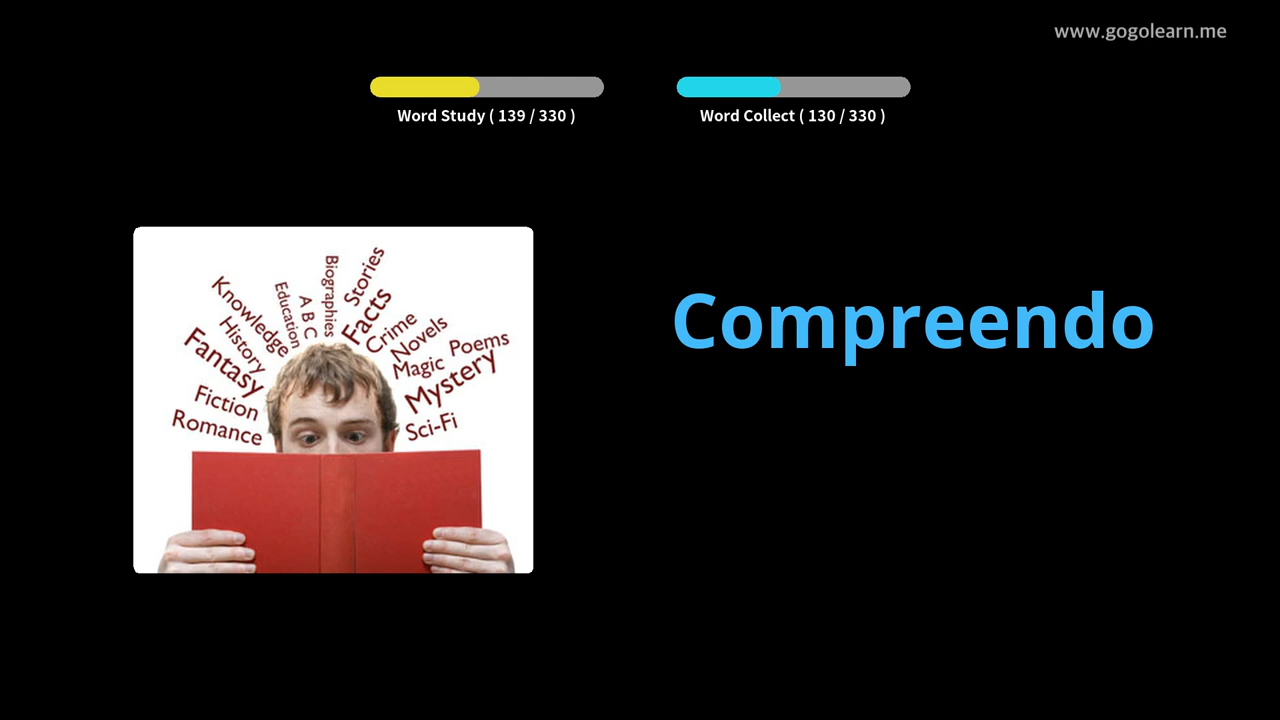 www.gogolearn.me
Word Study ( 139 / 330 )
Word Collect ( 130 / 330 )
Compreendo
Knowledge
Education
A B C
Biographies
Stories
Facts
Crime
Novels
Poems
History
Fantasy
Magic
Mystery
Fiction
Romance
Sci-Fi